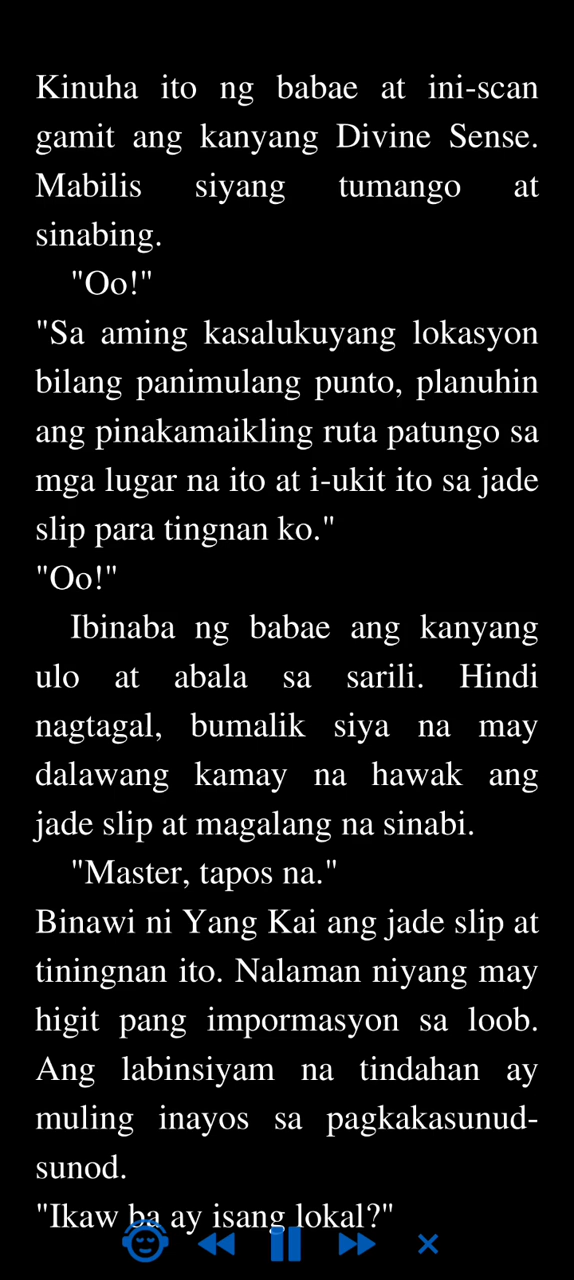 Kinuha ito ng babae at ini-scan
gamit ang kanyang Divine Sense.
Mabilis siyang tumango at
sinabing.
"Oo!"
"Sa aming kasalukuyang lokasyon
bilang panimulang punto, planuhin
ang pinakamaikling ruta patungo sa
mga lugar na ito at i-ukit ito sa jade
slip para tingnan ko."
"Oo!"
Ibinaba ng babae ang kanyang
ulo at abala sa sarili. Hindi
nagtagal, bumalik siya na may
dalawang kamay na hawak ang
jade slip at magalang na sinabi.
"Master, tapos na."
Binawi ni Yang Kai ang jade slip at
tiningnan ito. Nalaman niyang may
higit pang impormasyon sa loob.
Ang labinsiyam na tindahan ay
muling inayos sa pagkakasunud-
sunod.
"Ikaw ba ay isang lokal?"